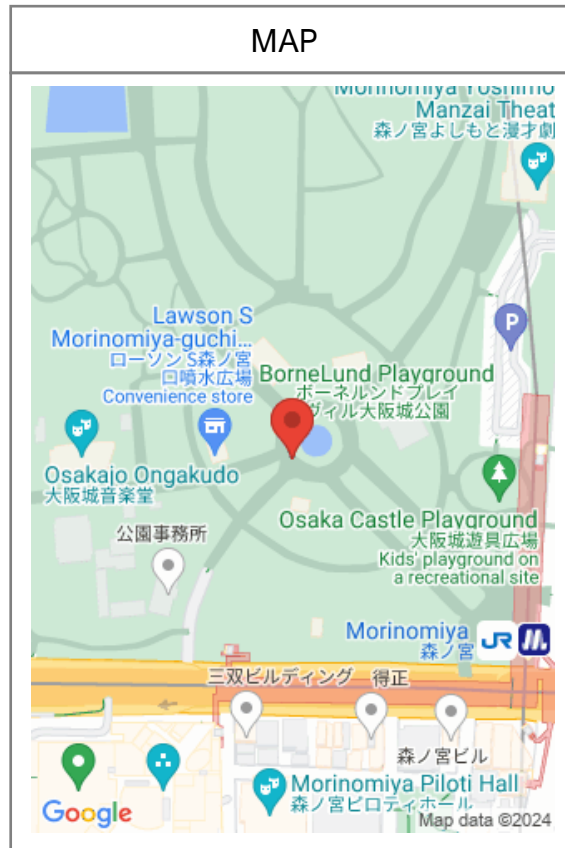 MAP
Morinomiya Yoshimo
Manzai Theat
森ノ宮よしもと漫才劇
P
Lawson S
Morinomiya-guchi...
ローソン S森ノ宮
口噴水広場
Convenience store
BorneLund Playground
ボーネルンドプレイ
ヴィル大阪城公園
Osakajo Ongakudo
大阪城音楽堂
Osaka Castle Playground
大阪城遊具広場
Kids' playground on
a recreational site
公園事務所
Morinomiya
森ノ宮
JR
三双ビルディング
得正
森ノ宮ビル
Morinomiya Piloti Hall
森ノ宮ピロティホール
Google
Map data ©2024